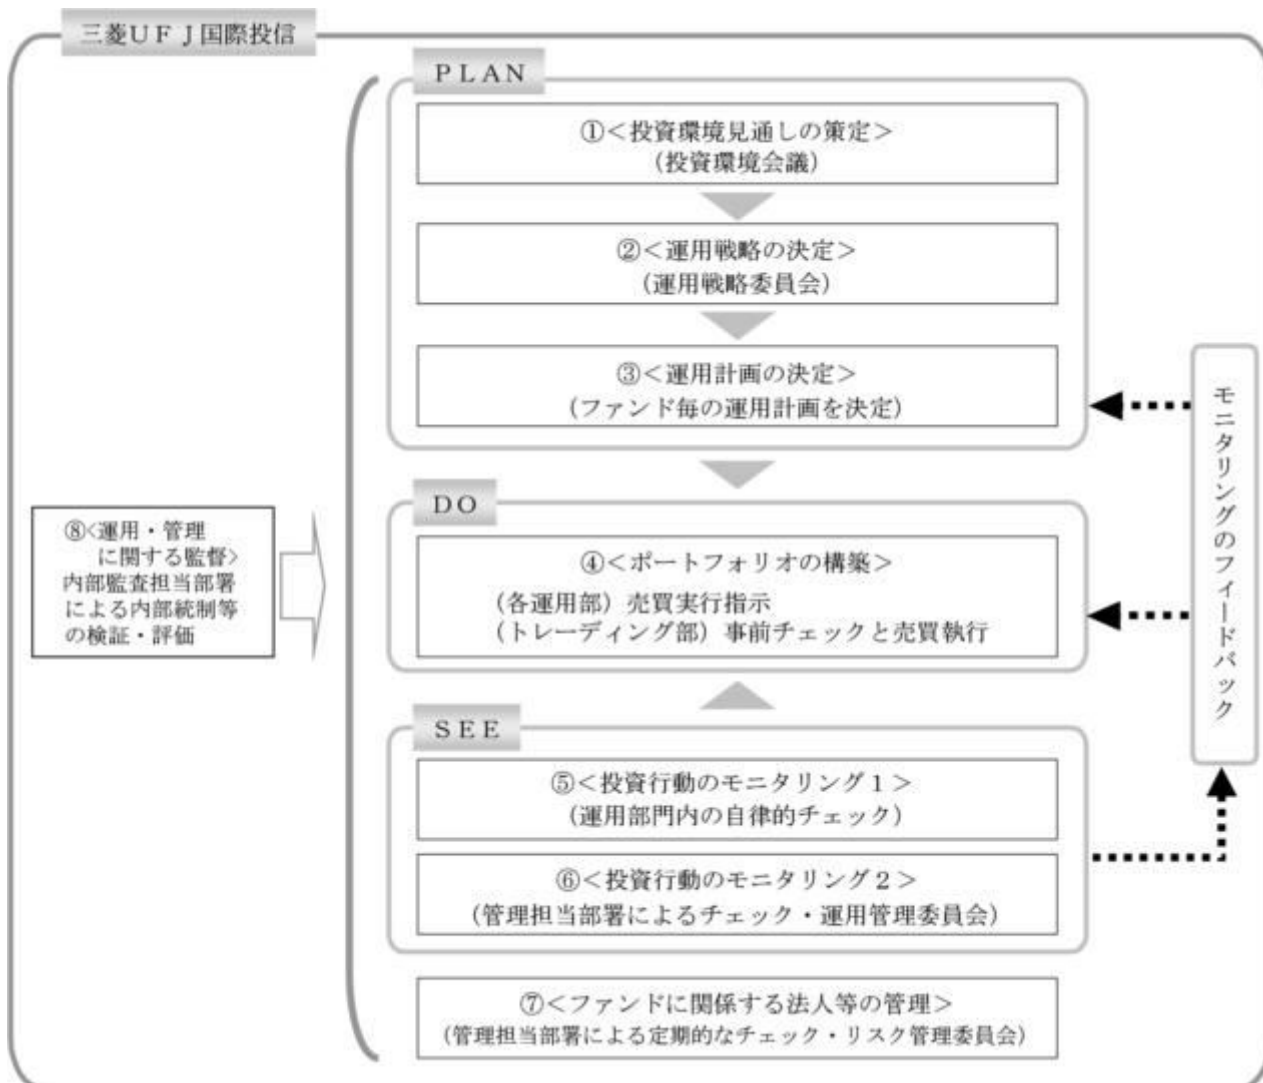 三菱UFJ国際投信
PLAN
①<投資環境見通しの策定>
(投資環境会議)
②<運用戦略の決定>
(運用戦略委員会)
③<運用計画の決定>
(ファンド毎の運用計画を決定)
DO
④<ポートフォリオの構築>
(各運用部)売買実行指示
(トレーディング部)事前チェックと売買執行
SEE
⑤<投資行動のモニタリング1>
(運用部門内の自律的チェック)
⑥<投資行動のモニタリング2>
(管理担当部署によるチェック・運用管理委員会)
⑦<ファンドに関係する法人等の管理>
(管理担当部署による定期的なチェック・リスク管理委員会)
⑧<運用・管理
に関する監督>
内部監査担当部署
による内部統制等
の検証・評価
モニタリングのフィードバック